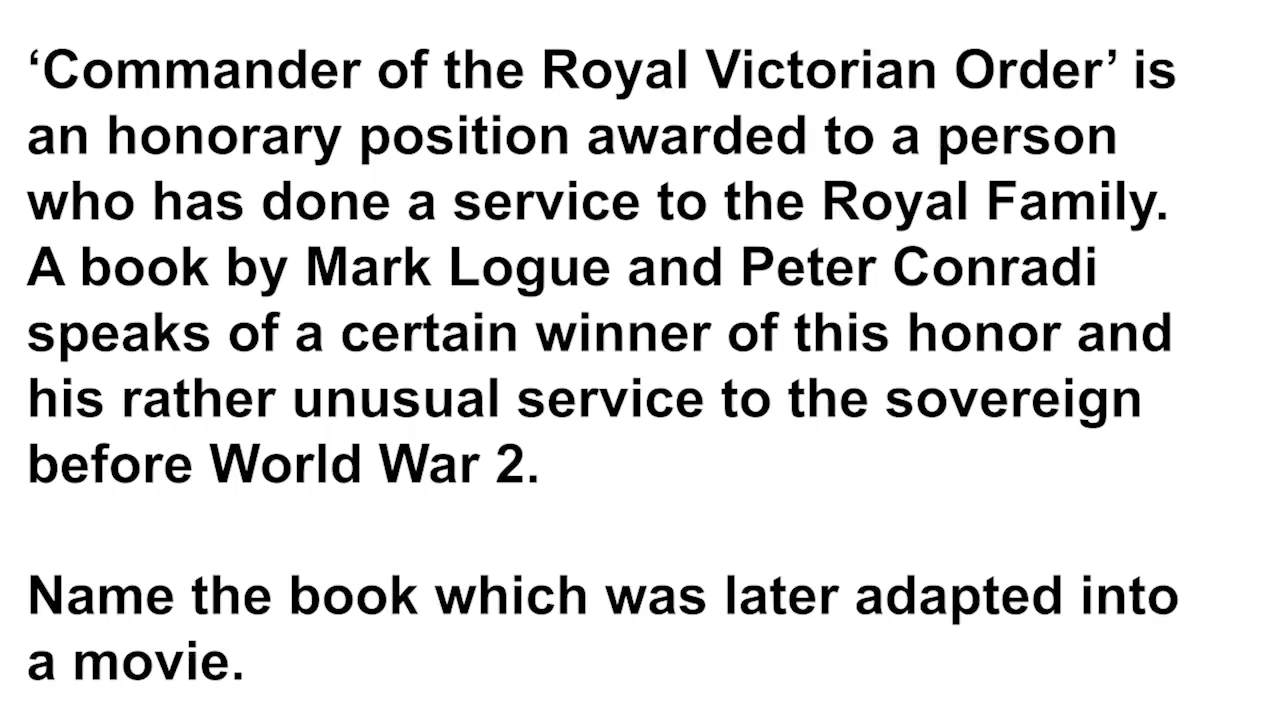 ‘Commander of the Royal Victorian Order’ is
an honorary position awarded to a person
who has done a service to the Royal Family.
A book by Mark Logue and Peter Conradi
speaks of a certain winner of this honor and
his rather unusual service to the sovereign
before World War 2.
Name the book which was later adapted into
a movie.